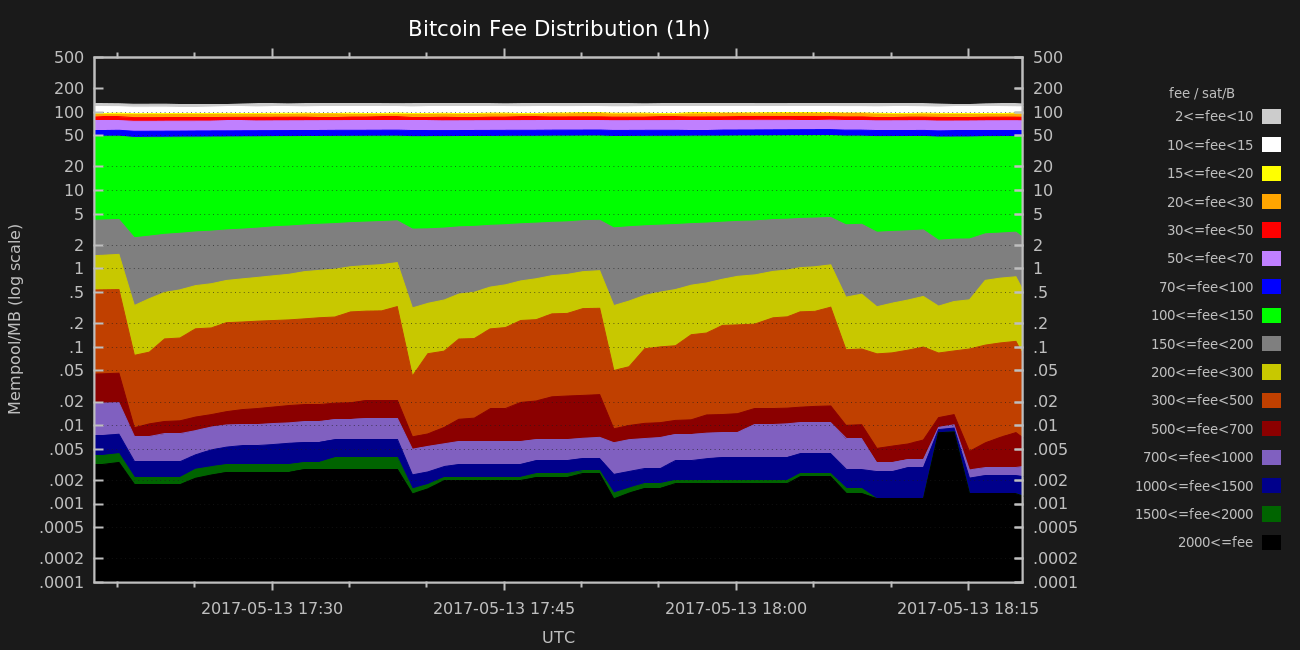 Bitcoin Fee Distribution (1h)
Mempool/MB (log scale)
500
200
100
50
20
10
5
2
1
.5
.2
.1
.05
.02
.01
.005
.002
.001
.0005
.0002
.0001
500
200
100
50
20
10
5
2
1
.5
.2
.1
.05
.02
.01
.005
.002
.001
.0005
.0002
.0001
2017-05-13 17:30
2017-05-13 17:45
2017-05-13 18:00
2017-05-13 18:15
UTC
fee / sat/B
2<=fee<10
10<=fee<15
15<=fee<20
20<=fee<30
30<=fee<50
50<=fee<70
70<=fee<100
100<=fee<150
150<=fee<200
200<=fee<300
300<=fee<500
500<=fee<700
700<=fee<1000
1000<=fee<1500
1500<=fee<2000
2000<=fee